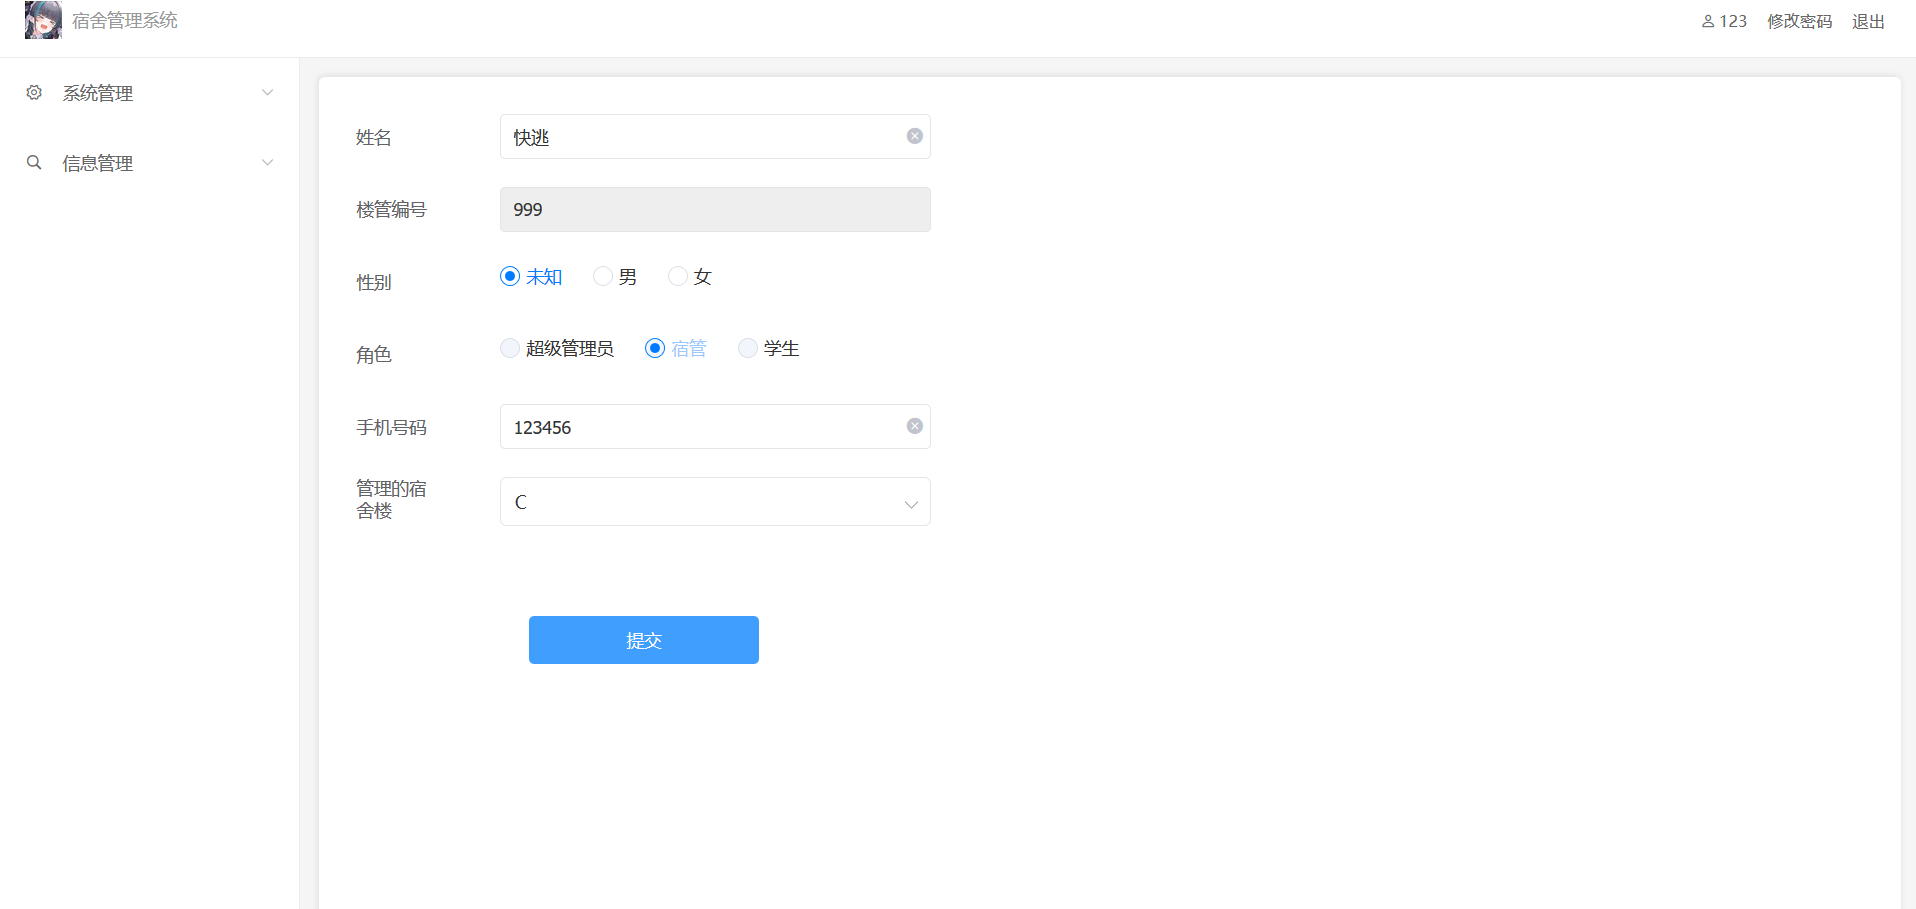 宿舍管理系统
123 修改密码 退出
系统管理
信息管理
姓名 快逃
楼管编号 999
性别 未知 男 女
角色 超级管理员 宿管 学生
手机号码 123456
管理的宿
舍楼
C
提交